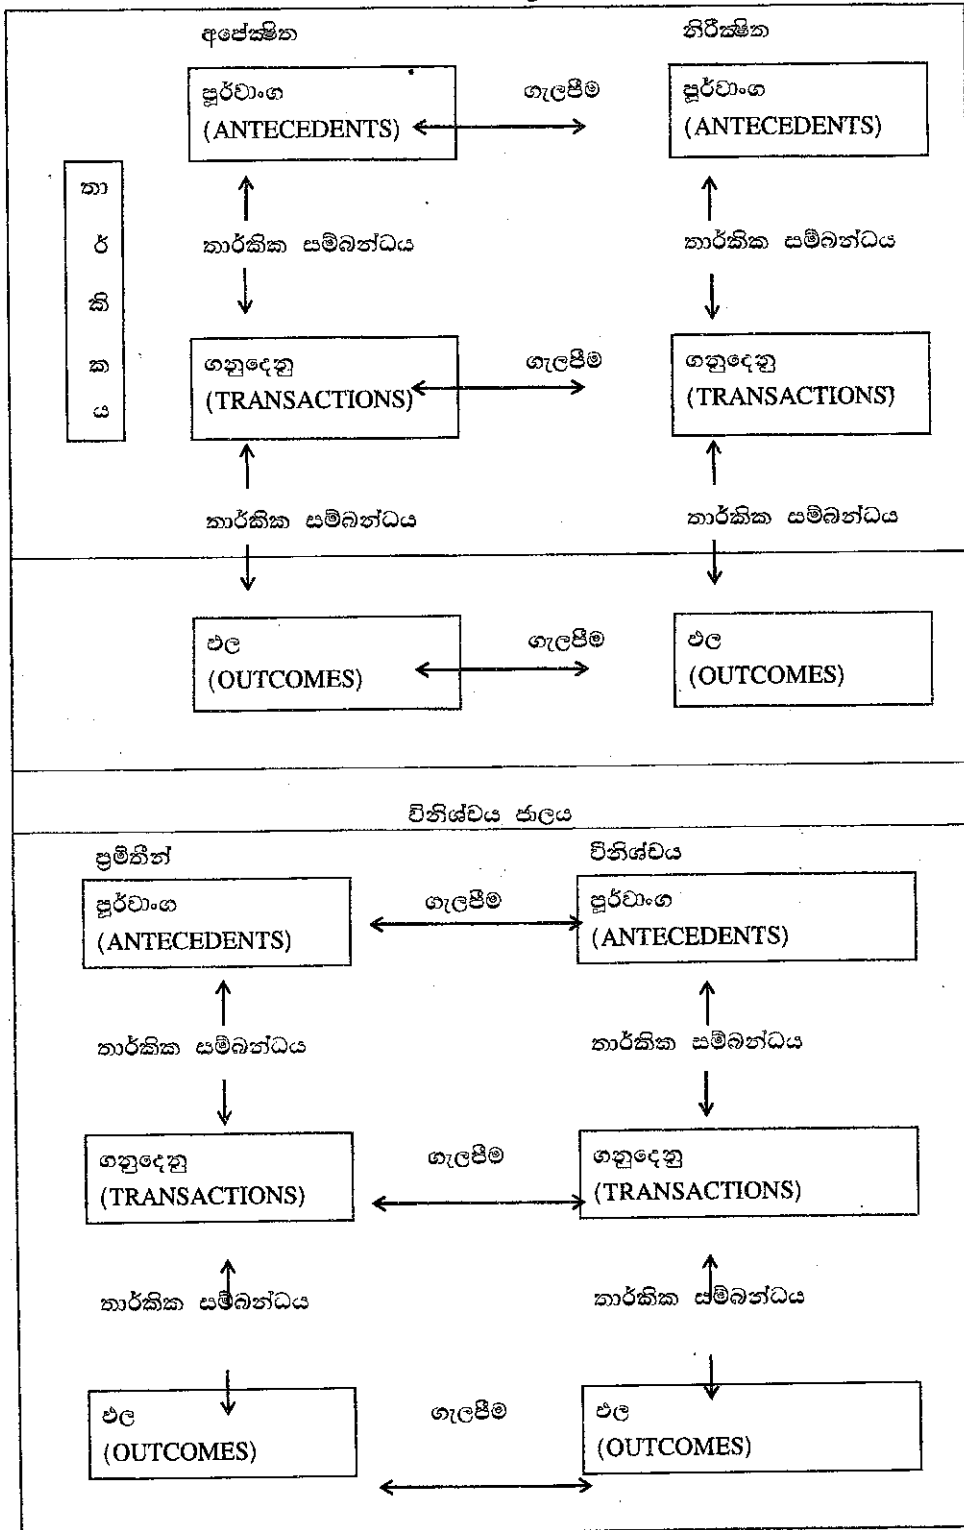 අපේක්ෂිත නිරීක්ෂිත
පූර්වාංග ගැලපීම පූර්වාංග
(ANTECEDENTS) (ANTECEDENTS)
තාර්කිකය
තාර්කික සම්බන්ධය තාර්කික සම්බන්ධය
ගනුදෙනු ගැලපීම ගනුදෙනු
(TRANSACTIONS) (TRANSACTIONS)
තාර්කික සම්බන්ධය තාර්කික සම්බන්ධය
ඵල ගැලපීම ඵල
(OUTCOMES) (OUTCOMES)
විනිශ්චය ජාලය
ප්‍රමිතීන් විනිශ්චය
පූර්වාංග ගැලපීම පූර්වාංග
(ANTECEDENTS) (ANTECEDENTS)
තාර්කික සම්බන්ධය තාර්කික සම්බන්ධය
ගනුදෙනු ගැලපීම ගනුදෙනු
(TRANSACTIONS) (TRANSACTIONS)
තාර්කික සම්බන්ධය තාර්කික සම්බන්ධය
ඵල ගැලපීම ඵල
(OUTCOMES) (OUTCOMES)